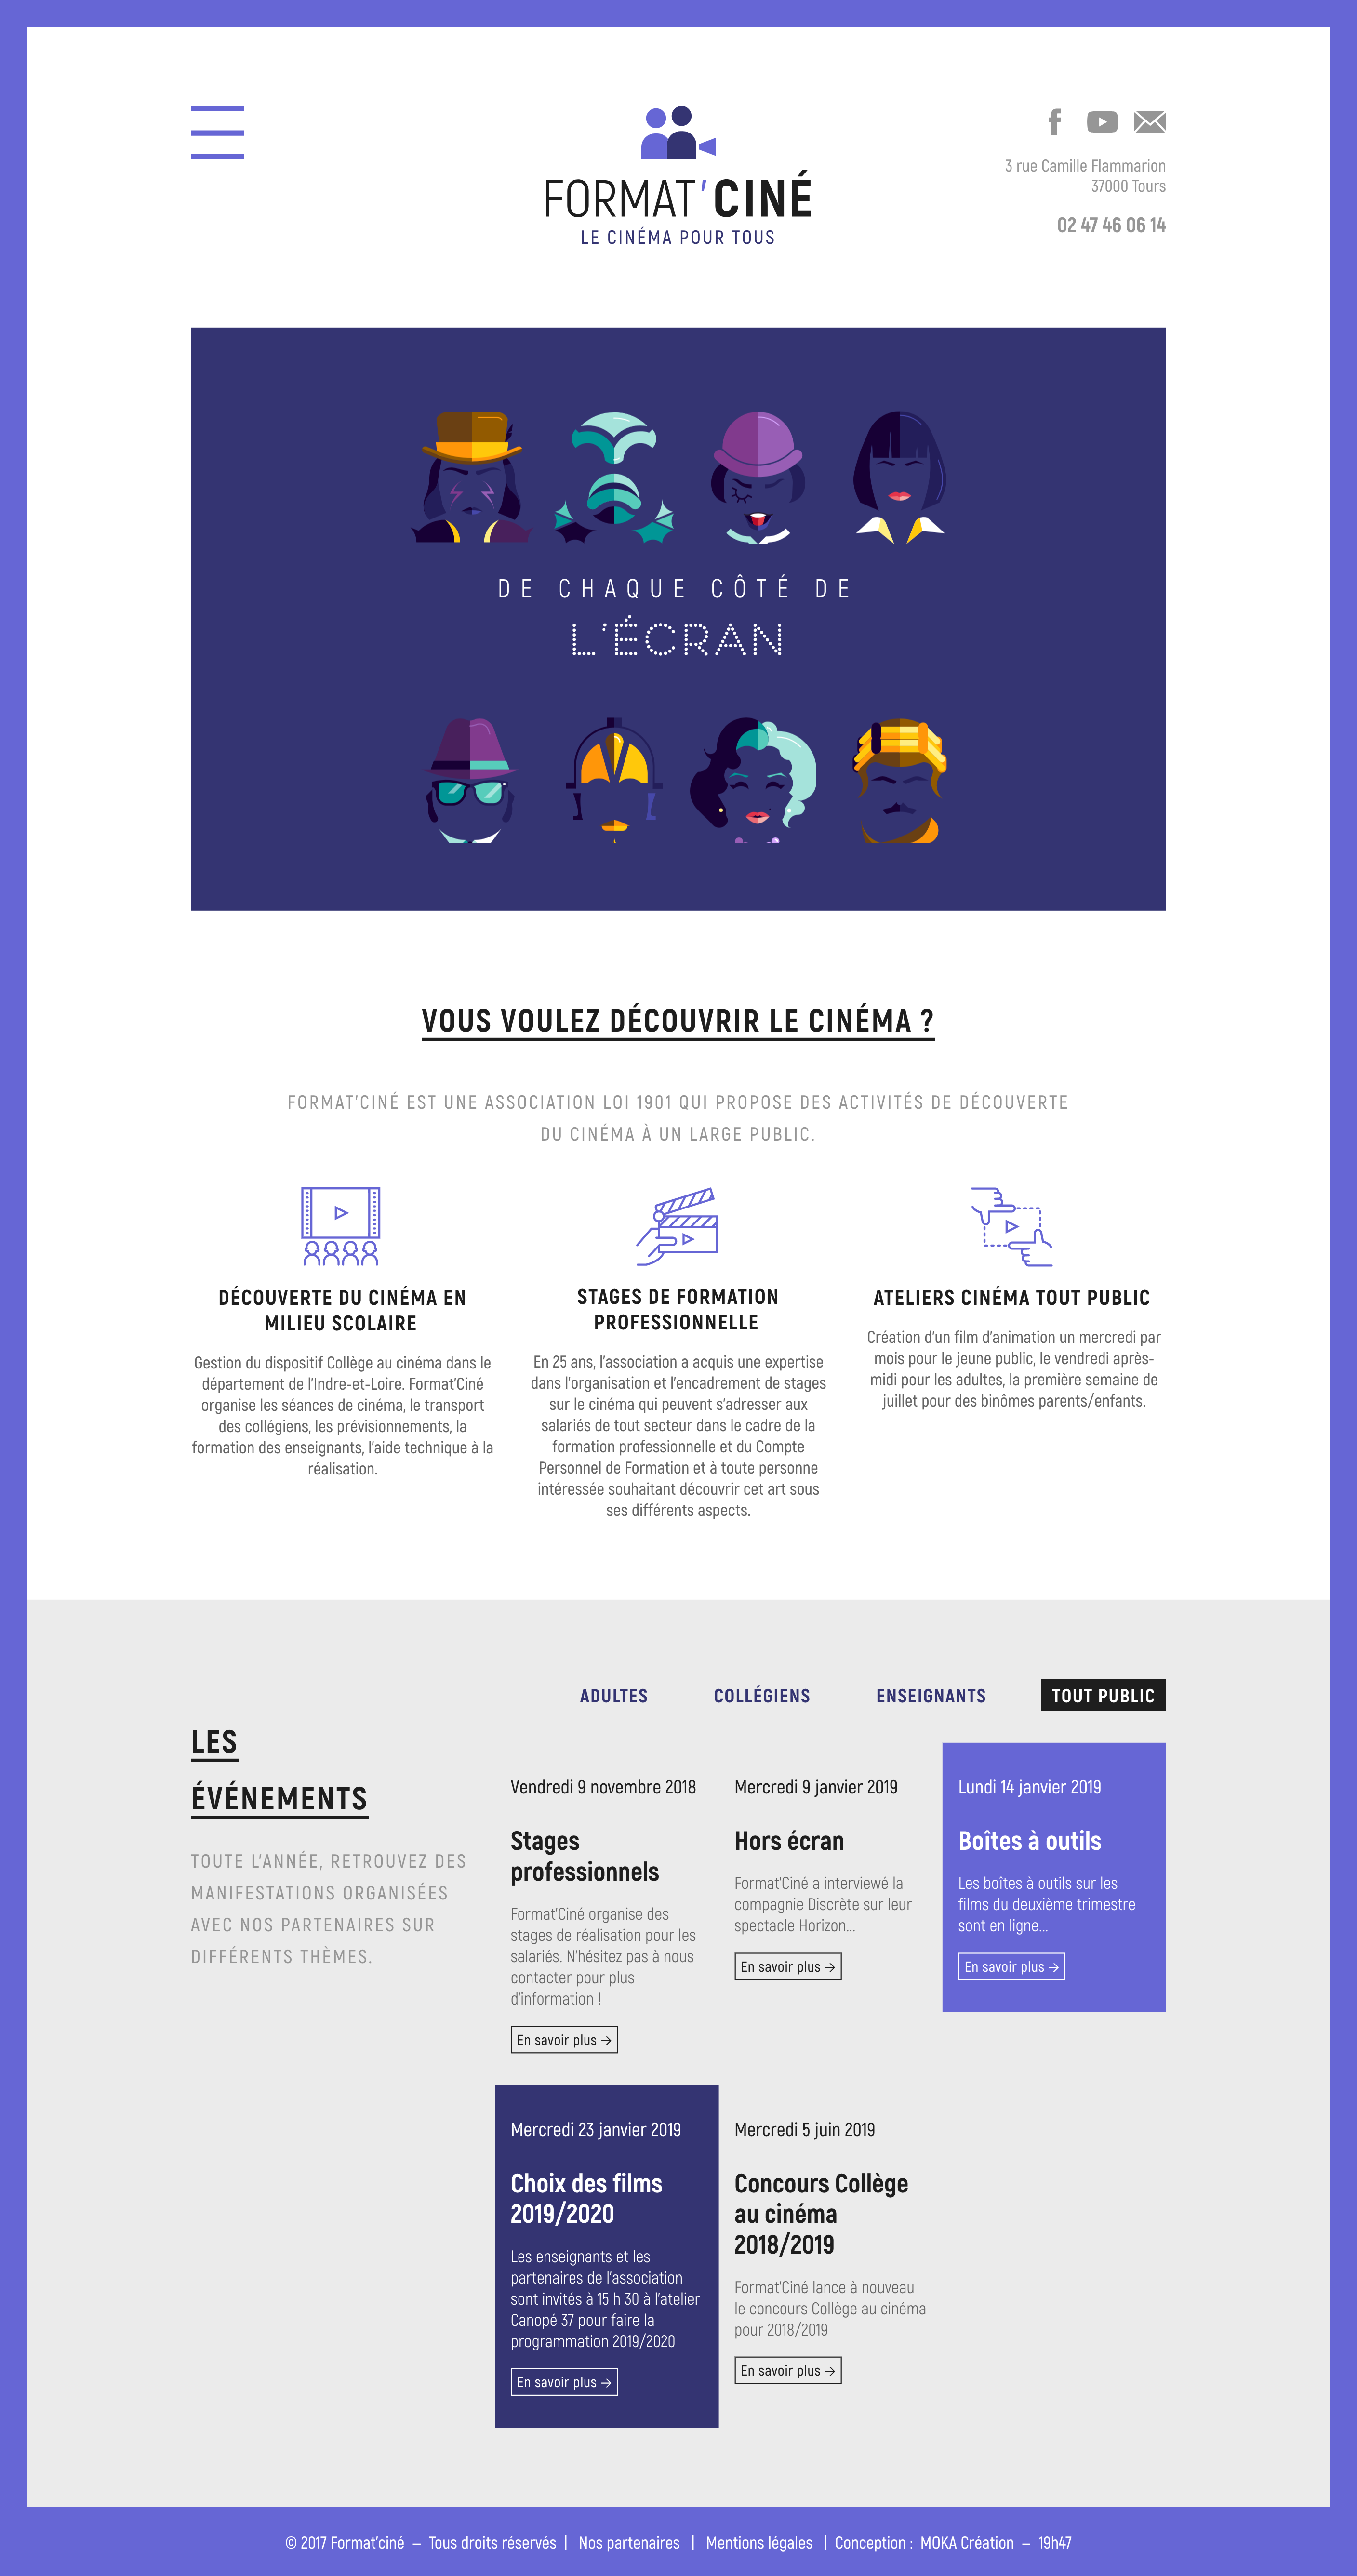 FORMAT'CINÉ
LE CINÉMA POUR TOUS
3 rue Camille Flammarion
37000 Tours
02 47 46 06 14
DE CHAQUE CÔTÉ DE
L'ÉCRAN
VOUS VOULEZ DÉCOUVRIR LE CINÉMA ?
FORMAT'CINÉ EST UNE ASSOCIATION LOI 1901 QUI PROPOSE DES ACTIVITÉS DE DÉCOUVERTE
DU CINÉMA À UN LARGE PUBLIC.
DÉCOUVERTE DU CINÉMA EN
MILIEU SCOLAIRE
Gestion du dispositif Collège au cinéma dans le
département de l'Indre-et-Loire. Format'Ciné
organise les séances de cinéma, le transport
des collégiens, les prévisionnements, la
formation des enseignants, l'aide technique à la
réalisation.
STAGES DE FORMATION
PROFESSIONNELLE
En 25 ans, l'association a acquis une expertise
dans l'organisation et l'encadrement de stages
sur le cinéma qui peuvent s'adresser aux
salariés de tout secteur dans le cadre de la
formation professionnelle et du Compte
Personnel de Formation et à toute personne
intéressée souhaitant découvrir cet art sous
ses différents aspects.
ATELIERS CINÉMA TOUT PUBLIC
Création d'un film d'animation un mercredi par
mois pour le jeune public, le vendredi après-
midi pour les adultes, la première semaine de
juillet pour des binômes parents/enfants.
ADULTES COLLÉGIENS ENSEIGNANTS TOUT PUBLIC
LES
ÉVÉNEMENTS
TOUTE L'ANNÉE, RETROUVEZ DES
MANIFESTATIONS ORGANISÉES
AVEC NOS PARTENAIRES SUR
DIFFÉRENTS THÈMES.
Vendredi 9 novembre 2018
Stages
professionnels
Format'Ciné organise des
stages de réalisation pour les
salariés. N'hésitez pas à nous
contacter pour plus
d'information !
En savoir plus →
Mercredi 9 janvier 2019
Hors écran
Format'Ciné a interviewé la
compagnie Discrète sur leur
spectacle Horizon...
En savoir plus →
Lundi 14 janvier 2019
Boîtes à outils
Les boîtes à outils sur les
films du deuxième trimestre
sont en ligne...
En savoir plus →
Mercredi 23 janvier 2019
Choix des films
2019/2020
Les enseignants et les
partenaires de l'association
sont invités à 15 h 30 à l'atelier
Canopé 37 pour faire la
programmation 2019/2020
En savoir plus →
Mercredi 5 juin 2019
Concours Collège
au cinéma
2018/2019
Format'Ciné lance à nouveau
le concours Collège au cinéma
pour 2018/2019
En savoir plus →
© 2017 Format'ciné – Tous droits réservés | Nos partenaires | Mentions légales | Conception : MOKA Création – 19h47